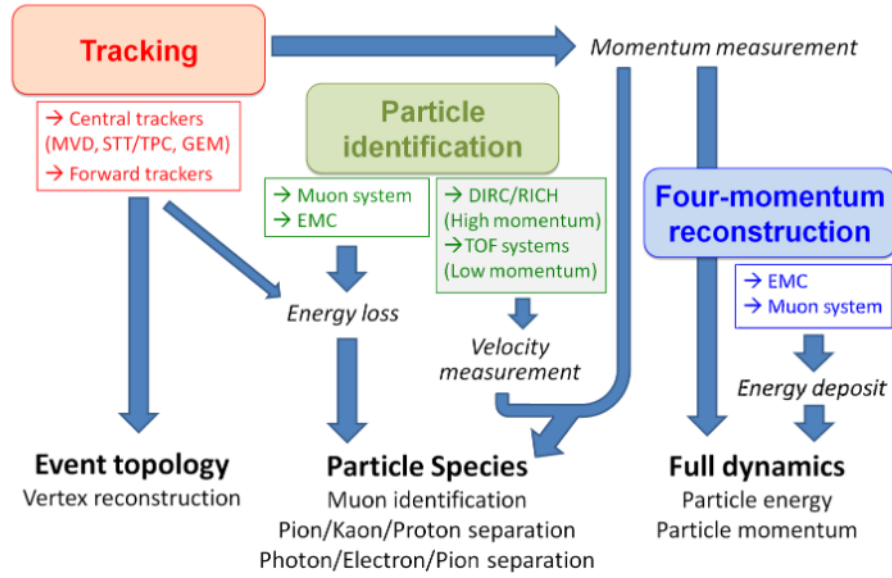 Tracking
Momentum measurement
→ Central trackers
(MVD, STT/TPC, GEM)
→ Forward trackers
Particle
identification
→ Muon system
→ EMC
→ DIRC/RICH
(High momentum)
→TOF systems
(Low momentum)
Four-momentum
reconstruction
→ EMC
→ Muon system
Energy loss
Velocity
measurement
Energy deposit
Event topology
Vertex reconstruction
Particle Species
Muon identification
Pion/Kaon/Proton separation
Photon/Electron/Pion separation
Full dynamics
Particle energy
Particle momentum